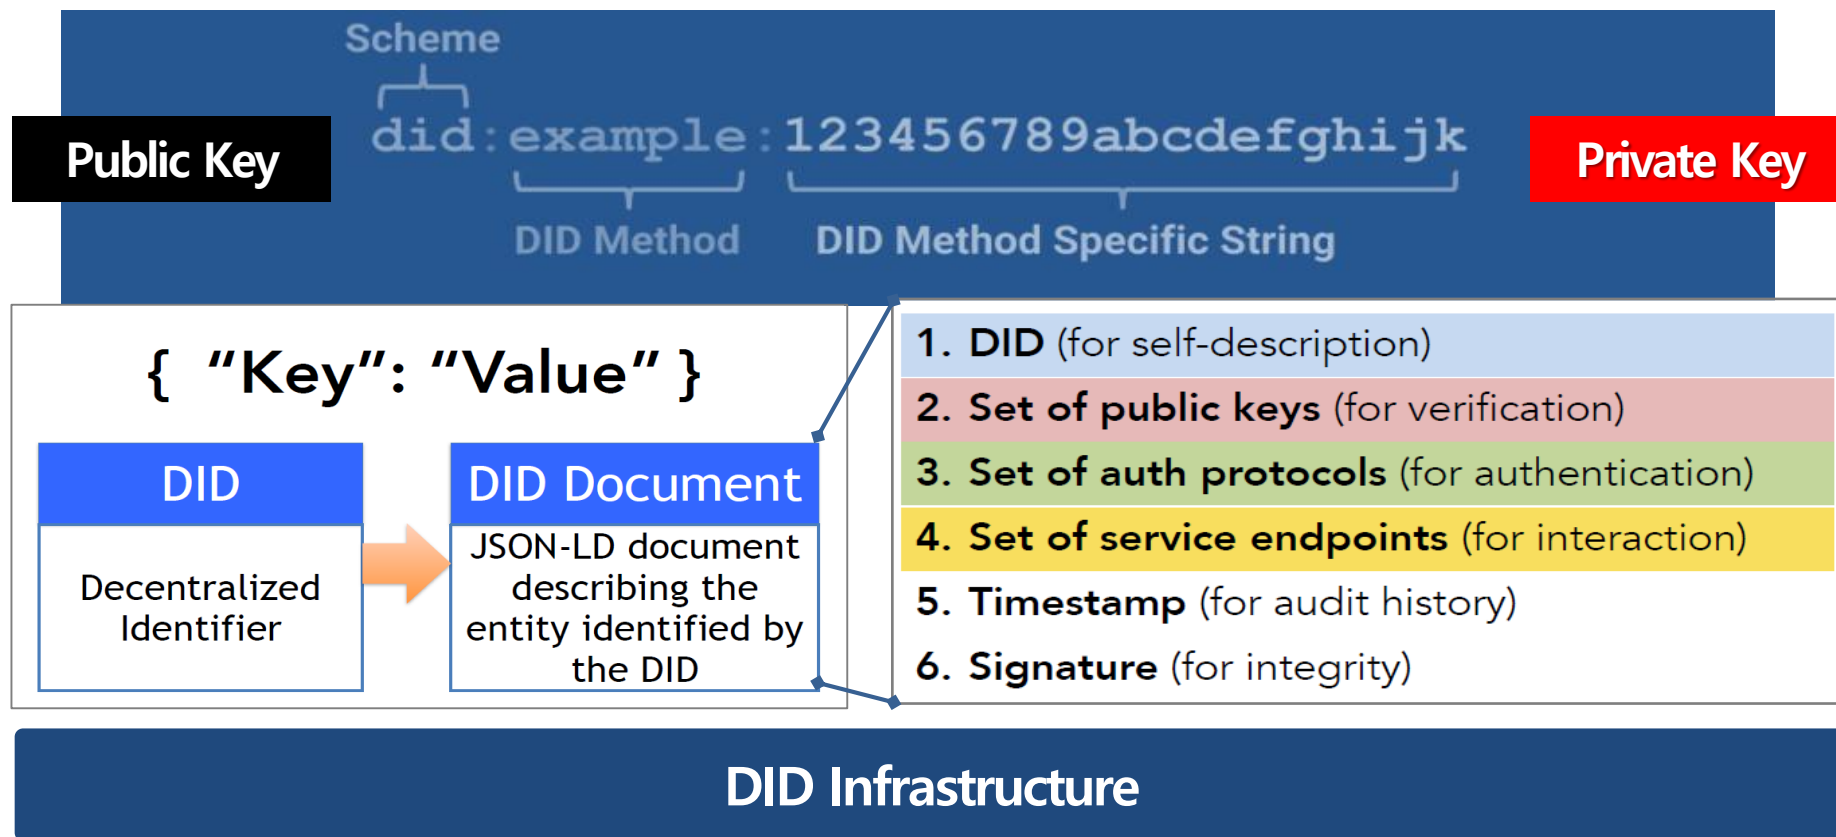 Scheme
did:example:123456789abcdefghijk
Public Key
Private Key
DID Method
DID Method Specific String
{ “Key”: “Value” }
DID
Decentralized
Identifier
DID Document
JSON-LD document
describing the
entity identified by
the DID
1. DID (for self-description)
2. Set of public keys (for verification)
3. Set of auth protocols (for authentication)
4. Set of service endpoints (for interaction)
5. Timestamp (for audit history)
6. Signature (for integrity)
DID Infrastructure